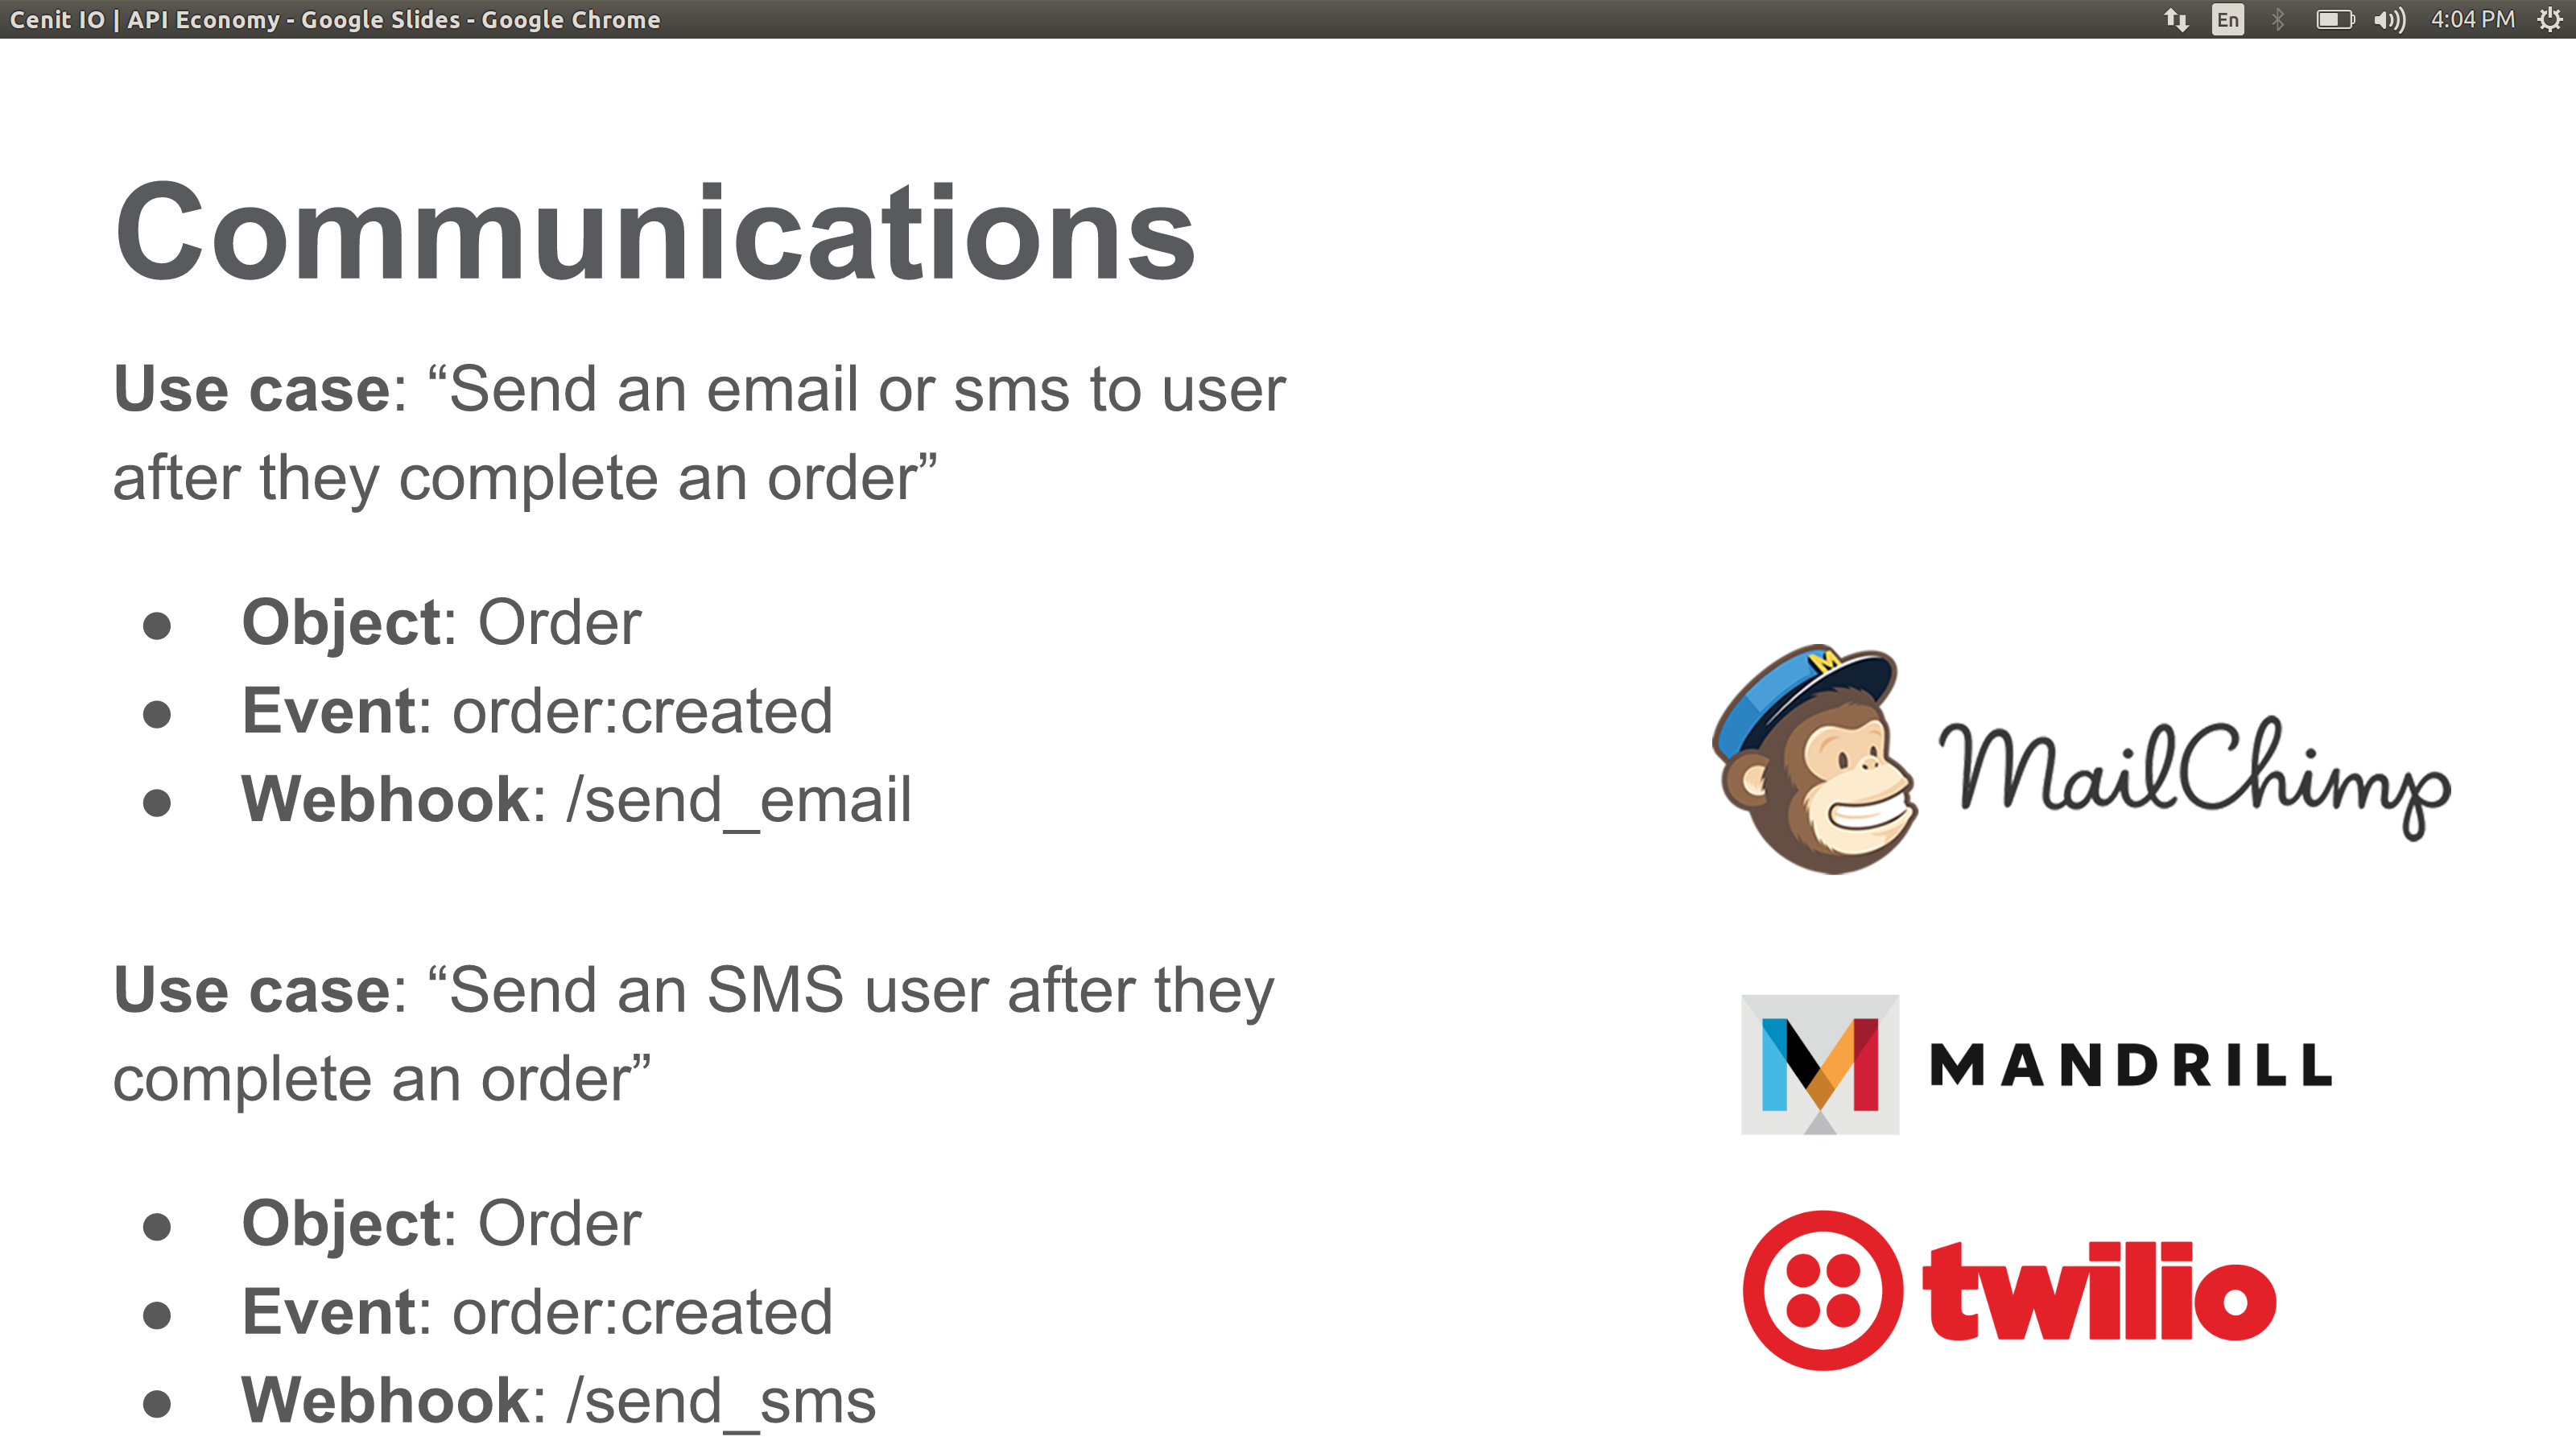 Cenit IO | API Economy - Google Slides - Google Chrome
En
4:04 PM
Communications
Use case: “Send an email or sms to user
after they complete an order”
● Object: Order
● Event: order:created
● Webhook: /send_email
MailChimp
Use case: “Send an SMS user after they
complete an order”
MANDRILL
● Object: Order
● Event: order:created
● Webhook: /send_sms
twilio